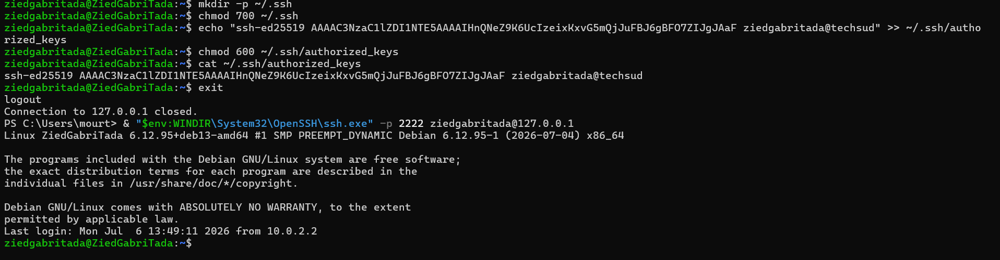 ziedgabritada@ZiedGabriTada:~$ mkdir -p ~/.ssh
ziedgabritada@ZiedGabriTada:~$ chmod 700 ~/.ssh
ziedgabritada@ZiedGabriTada:~$ echo "ssh-ed25519 AAAAC3NzaC1lZDI1NTE5AAAAIHnQNeZ9K6UcIzeixKxvG5mQjJuFBJ6gBFO7ZIJgJAaF ziedgabritada@techsud" >> ~/.ssh/autho
rized_keys
ziedgabritada@ZiedGabriTada:~$ chmod 600 ~/.ssh/authorized_keys
ziedgabritada@ZiedGabriTada:~$ cat ~/.ssh/authorized_keys
ssh-ed25519 AAAAC3NzaC1lZDI1NTE5AAAAIHnQNeZ9K6UcIzeixKxvG5mQjJuFBJ6gBFO7ZIJgJAaF ziedgabritada@techsud
ziedgabritada@ZiedGabriTada:~$ exit
logout
Connection to 127.0.0.1 closed.
PS C:\Users\mourt> & "$env:WINDIR\System32\OpenSSH\ssh.exe" -p 2222 ziedgabritada@127.0.0.1
Linux ZiedGabriTada 6.12.95+deb13-amd64 #1 SMP PREEMPT_DYNAMIC Debian 6.12.95-1 (2026-07-04) x86_64

The programs included with the Debian GNU/Linux system are free software;
the exact distribution terms for each program are described in the
individual files in /usr/share/doc/*/copyright.

Debian GNU/Linux comes with ABSOLUTELY NO WARRANTY, to the extent
permitted by applicable law.
Last login: Mon Jul  6 13:49:11 2026 from 10.0.2.2
ziedgabritada@ZiedGabriTada:~$